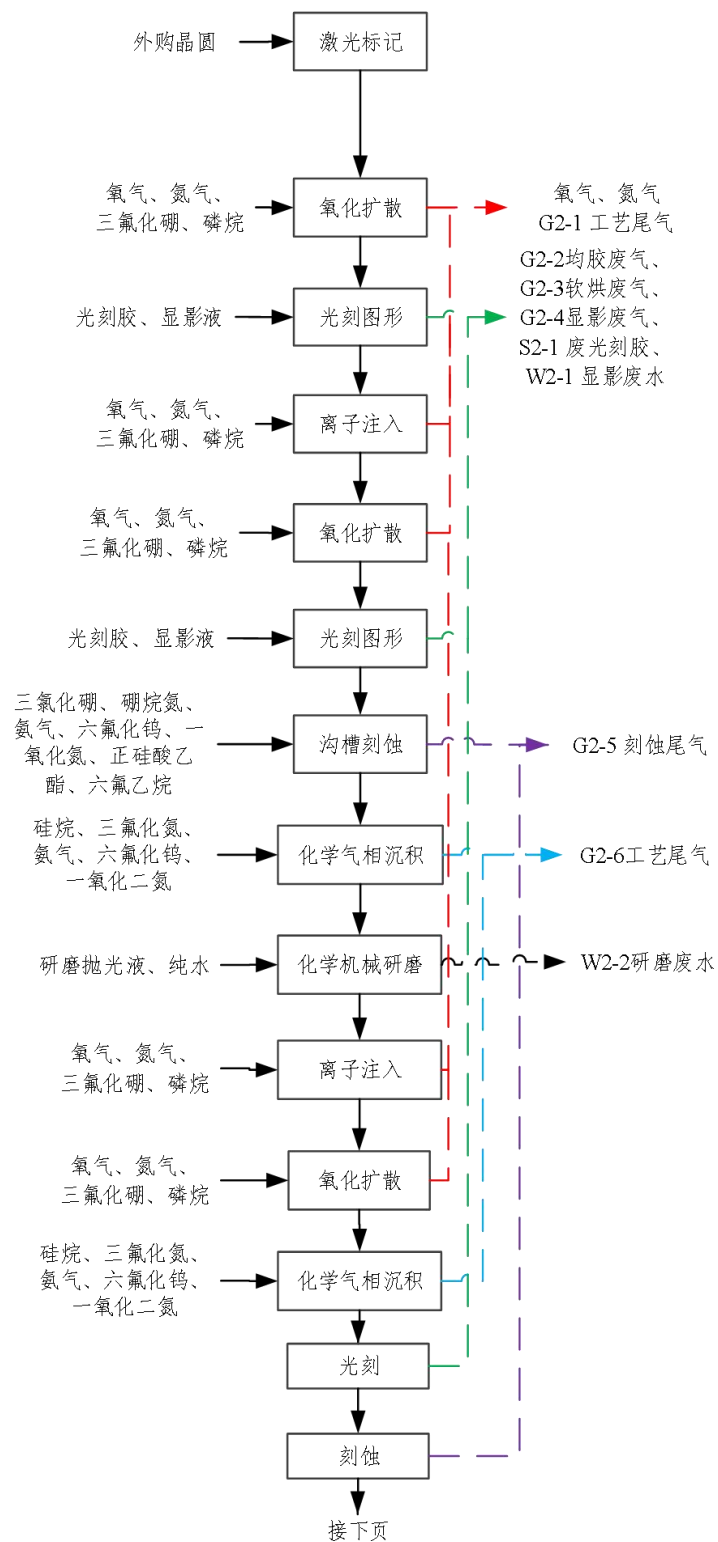 外购晶圆
激光标记
氧气、氮气、
三氟化硼、磷烷
氧化扩散
氧气、氮气
G2-1 工艺尾气
光刻胶、显影液
光刻图形
G2-2均胶废气、
G2-3软烘废气、
G2-4显影废气、
S2-1 废光刻胶、
W2-1 显影废水
氧气、氮气、
三氟化硼、磷烷
离子注入
氧气、氮气、
三氟化硼、磷烷
氧化扩散
光刻胶、显影液
光刻图形
三氯化硼、硼烷氮、
氨气、六氟化钨、一
氧化氮、正硅酸乙
酯、六氟乙烷
沟槽刻蚀
G2-5 刻蚀尾气
硅烷、三氟化氮、
氨气、六氟化钨、
一氧化二氮
化学气相沉积
G2-6工艺尾气
研磨抛光液、纯水
化学机械研磨
W2-2研磨废水
氧气、氮气、
三氟化硼、磷烷
离子注入
氧气、氮气、
三氟化硼、磷烷
氧化扩散
硅烷、三氟化氮、
氨气、六氟化钨、
一氧化二氮
化学气相沉积
光刻
刻蚀
接下页